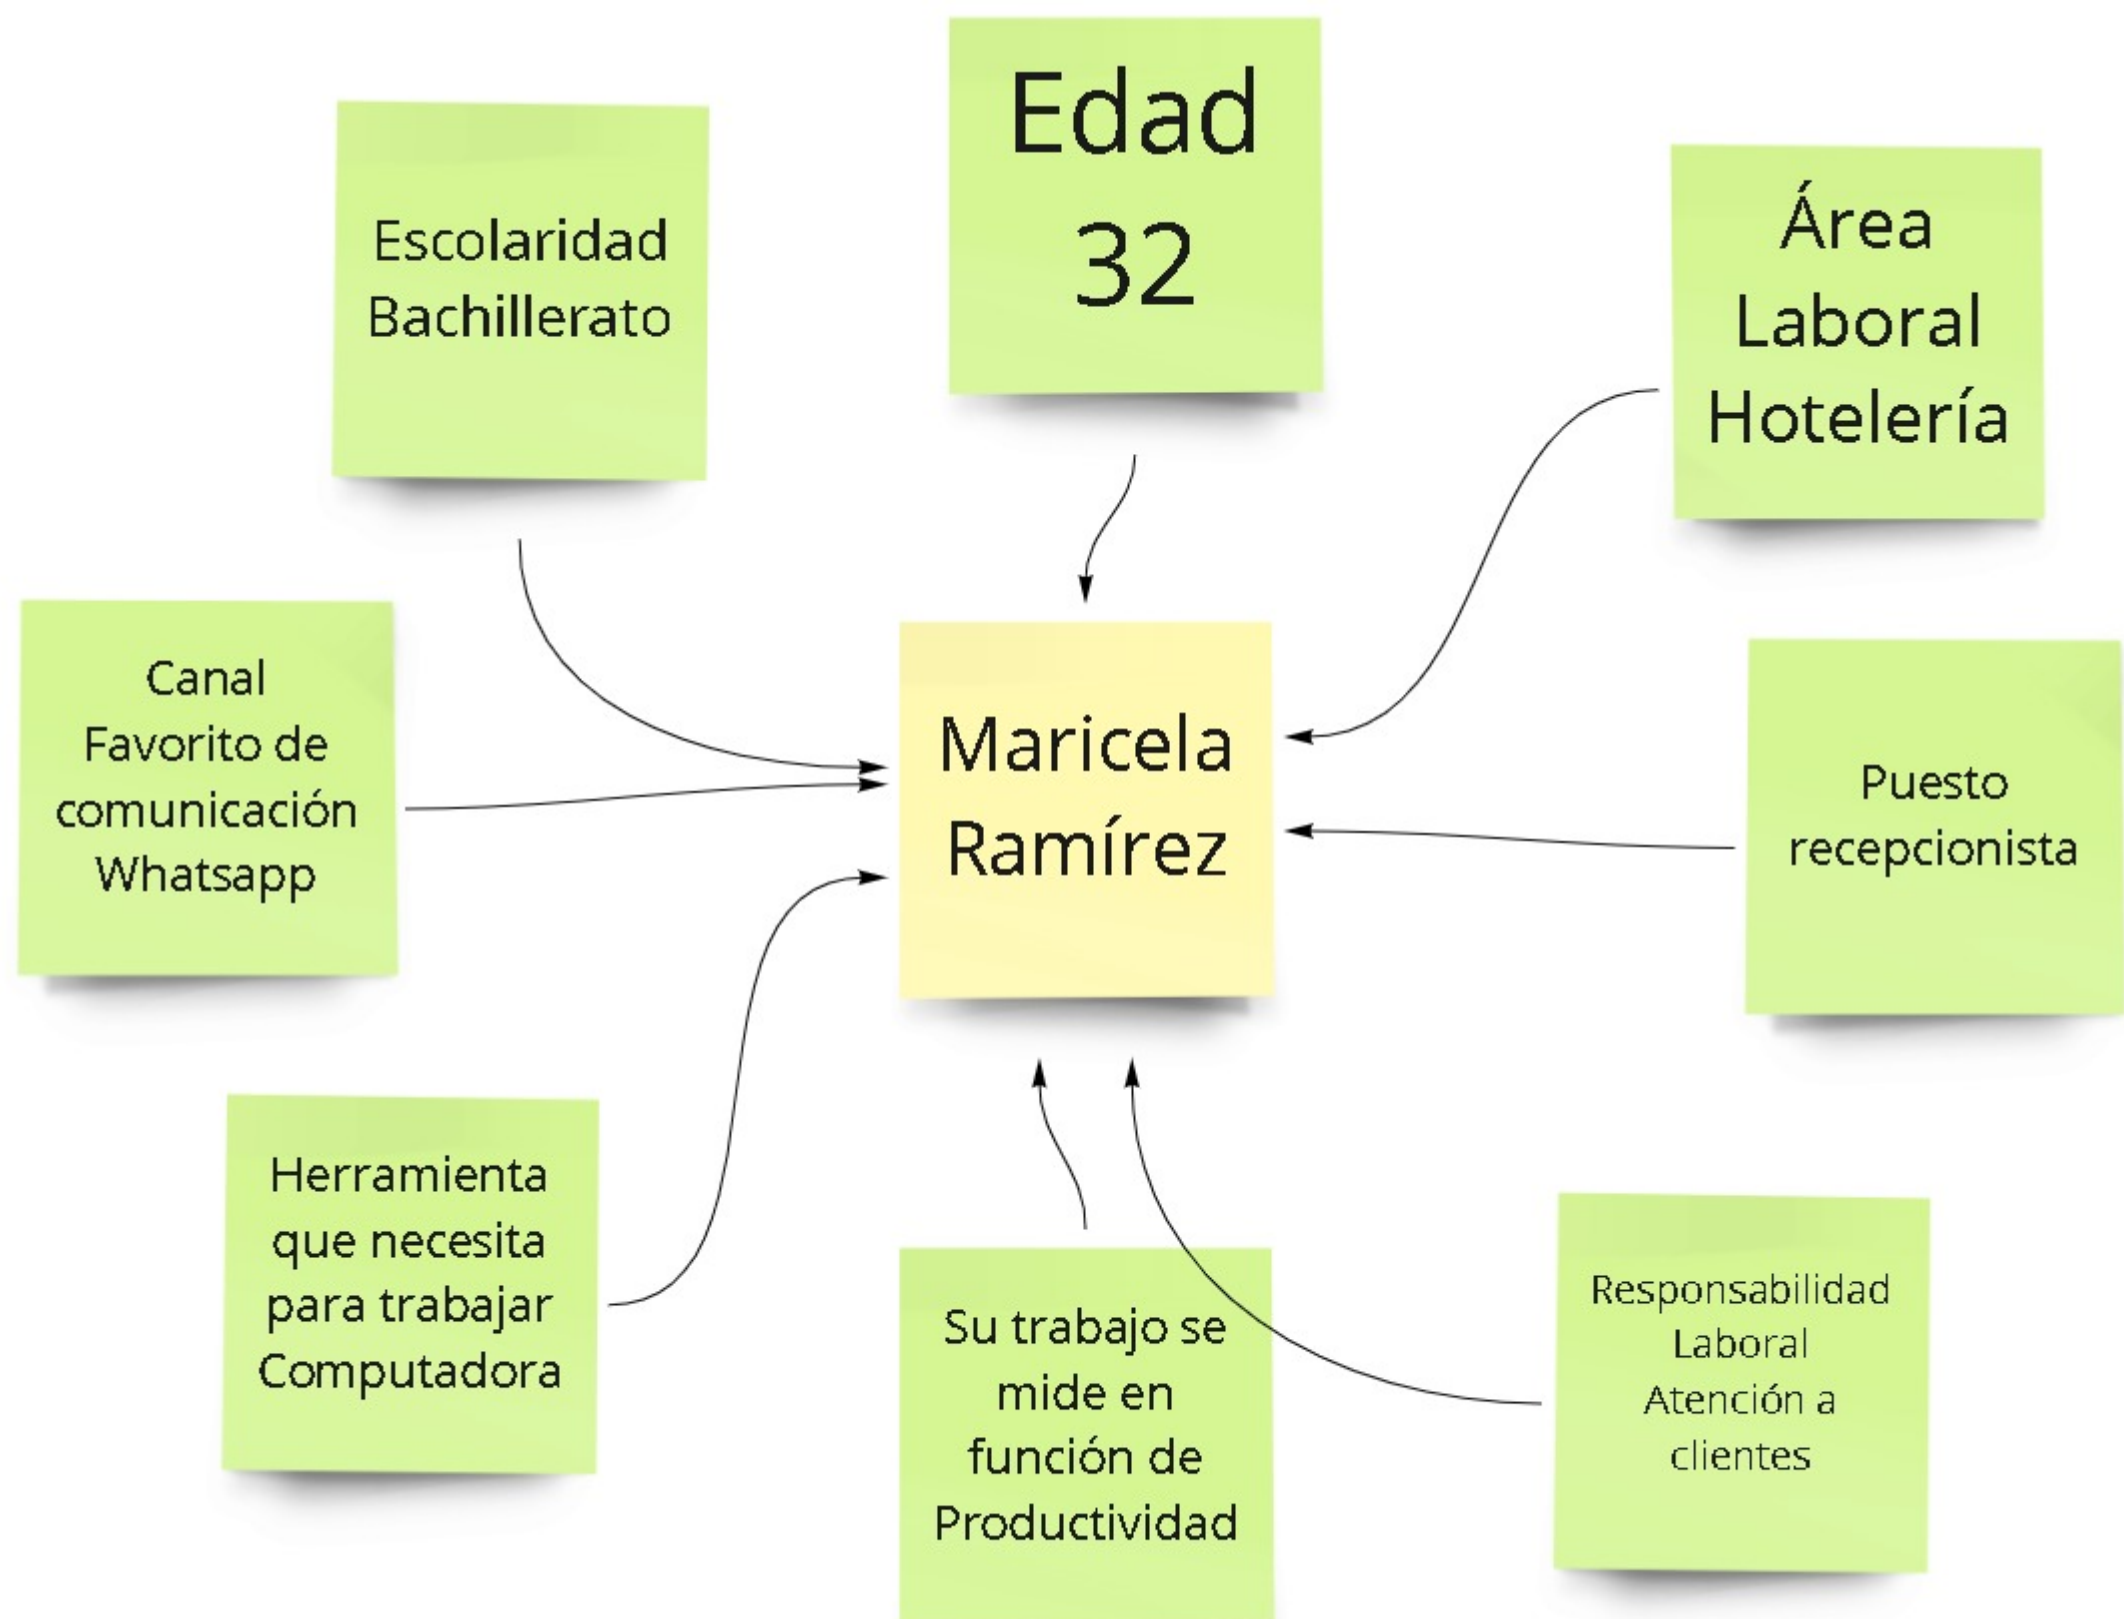 Edad
32
Escolaridad
Bachillerato
Área
Laboral
Hotelería
Canal
Favorito de
comunicación
Whatsapp
Maricela
Ramírez
Puesto
recepcionista
Herramienta
que necesita
para trabajar
Computadora
Su trabajo se
mide en
función de
Productividad
Responsabilidad
Laboral
Atención a
clientes